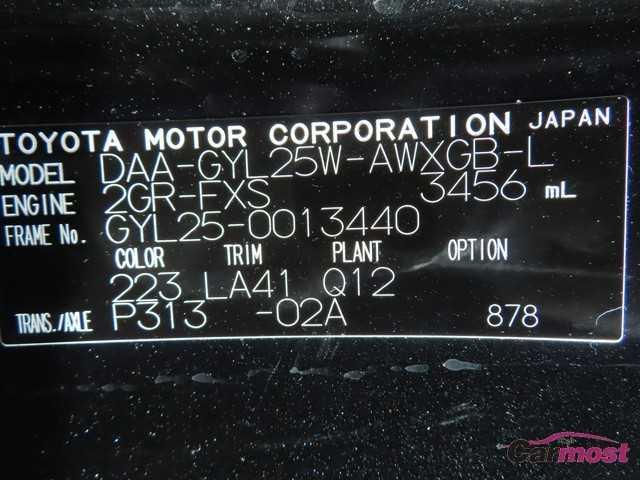 TOYOTA MOTOR CORPORATION JAPAN
MODEL DAA-GYL25W-AWXGB-L
ENGINE 2GR-FXS 3456 mL
FRAME No. GYL25-0013440
COLOR TRIM PLANT OPTION
223 LA41 Q12
TRANS./AXLE P313 -02A 878
Carmost